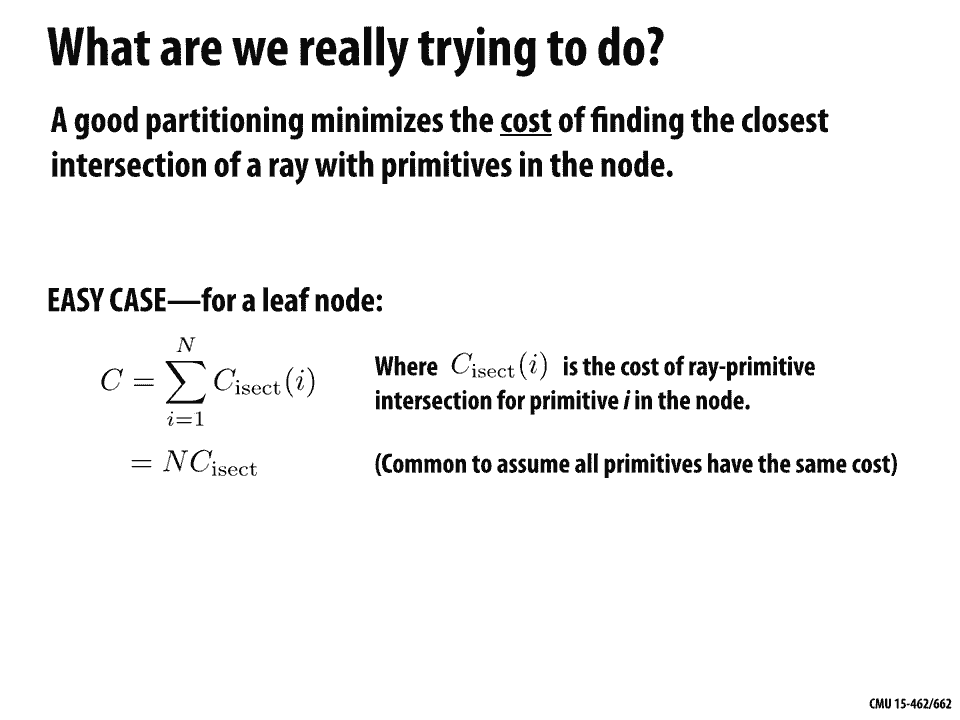 What are we really trying to do?
A good partitioning minimizes the cost of finding the closest
intersection of a ray with primitives in the node.
EASY CASE—for a leaf node:
C = \sum_{i=1}^{N} C_{isect}(i)
Where C_{isect}(i) is the cost of ray-primitive
intersection for primitive i in the node.
= NC_{isect}
(Common to assume all primitives have the same cost)
CMU 15-462/662